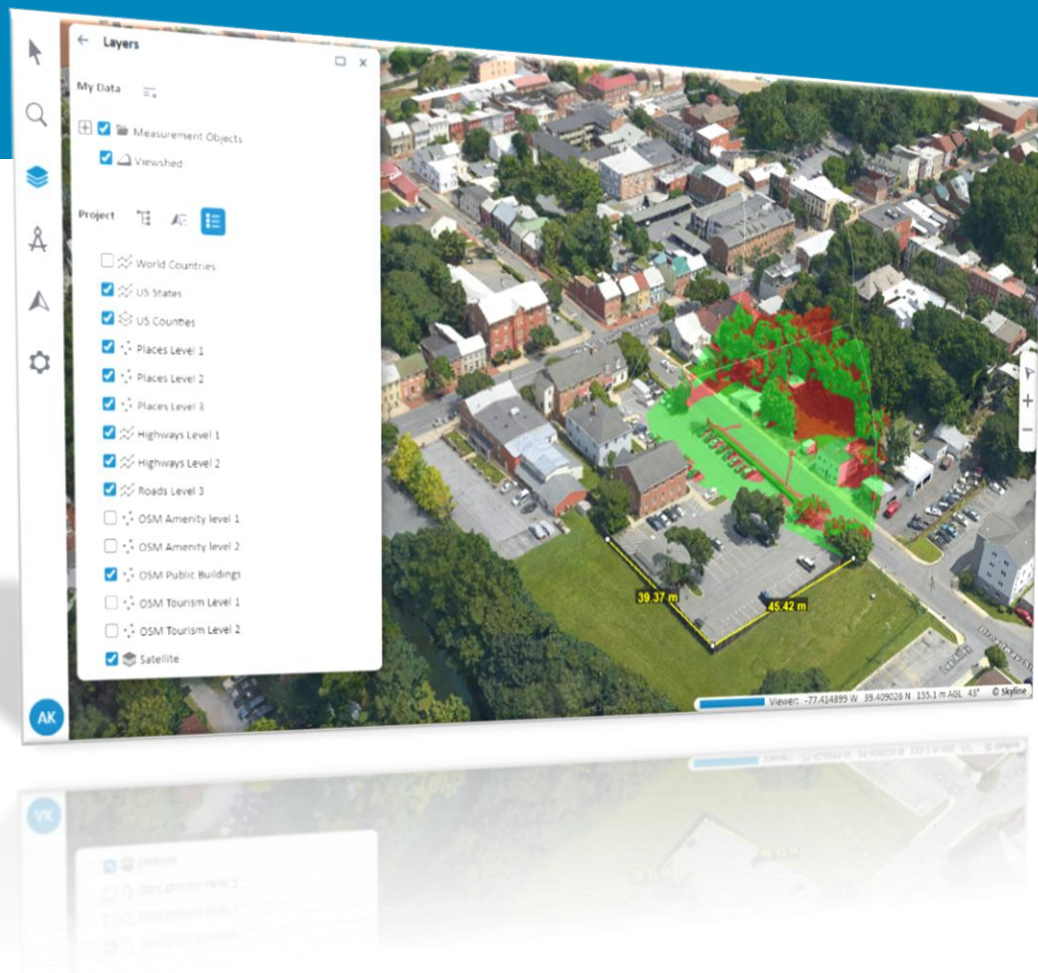 Layers
My Data
Measurement Objects
Viewshed
Project
World Countries
US States
US Counties
Places Level 1
Places Level 2
Places Level 3
Highways Level 1
Highways Level 2
Roads Level 3
OSM Amenity level 1
OSM Amenity level 2
OSM Public Buildings
OSM Tourism Level 1
OSM Tourism Level 2
Satellite
AK
39.37 m
45.42 m
Viewer: -77.414899 W 39.409026 N 155.1 m AGL 43° © Skyline